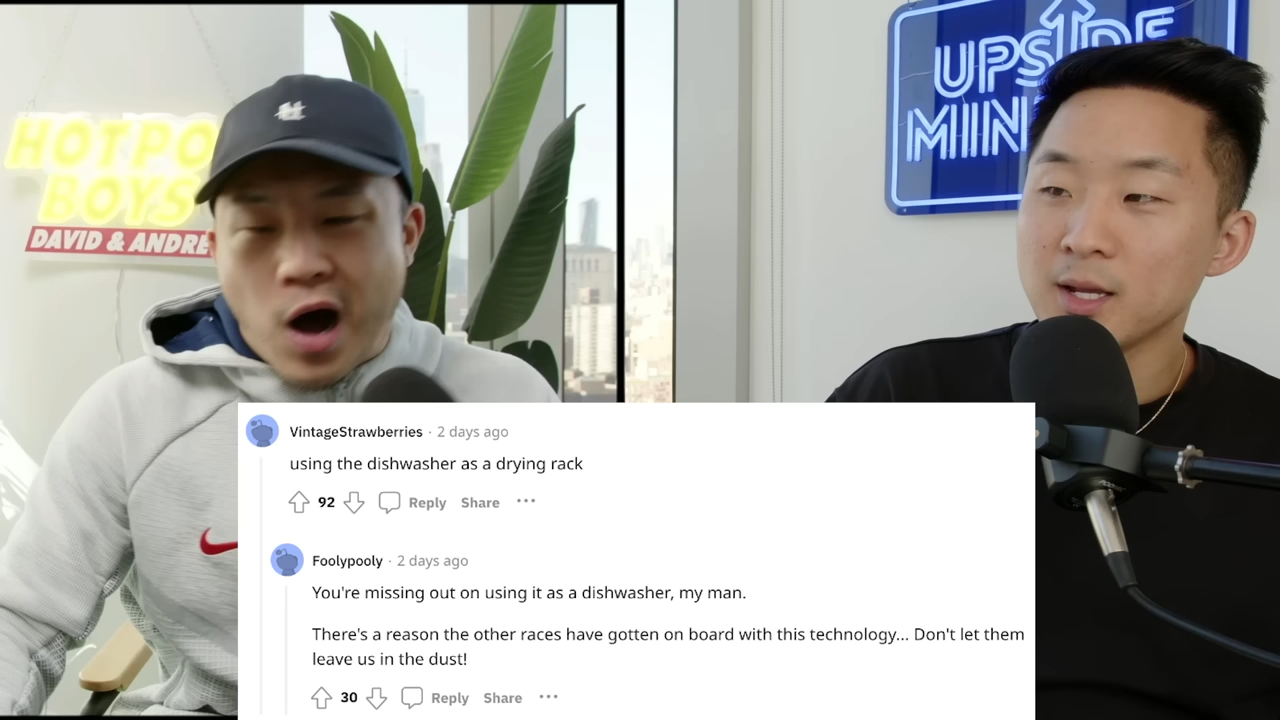 HOTPO
BOYS
DAVID & ANDRE
UPSIDE
MIN
VintageStrawberries · 2 days ago
using the dishwasher as a drying rack
92 Reply Share ...
Foolypooly · 2 days ago
You're missing out on using it as a dishwasher, my man.
There's a reason the other races have gotten on board with this technology... Don't let them
leave us in the dust!
30 Reply Share ...